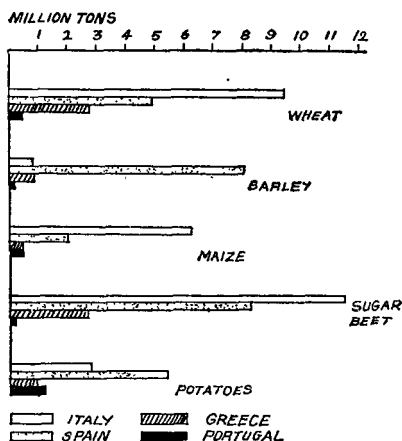 MILLION TONS
1 2 3 4 5 6 7 8 9 10 11 12
WHEAT
BARLEY
MAIZE
SUGAR
BEET
POTATOES
ITALY GREECE
SPAIN PORTUGAL